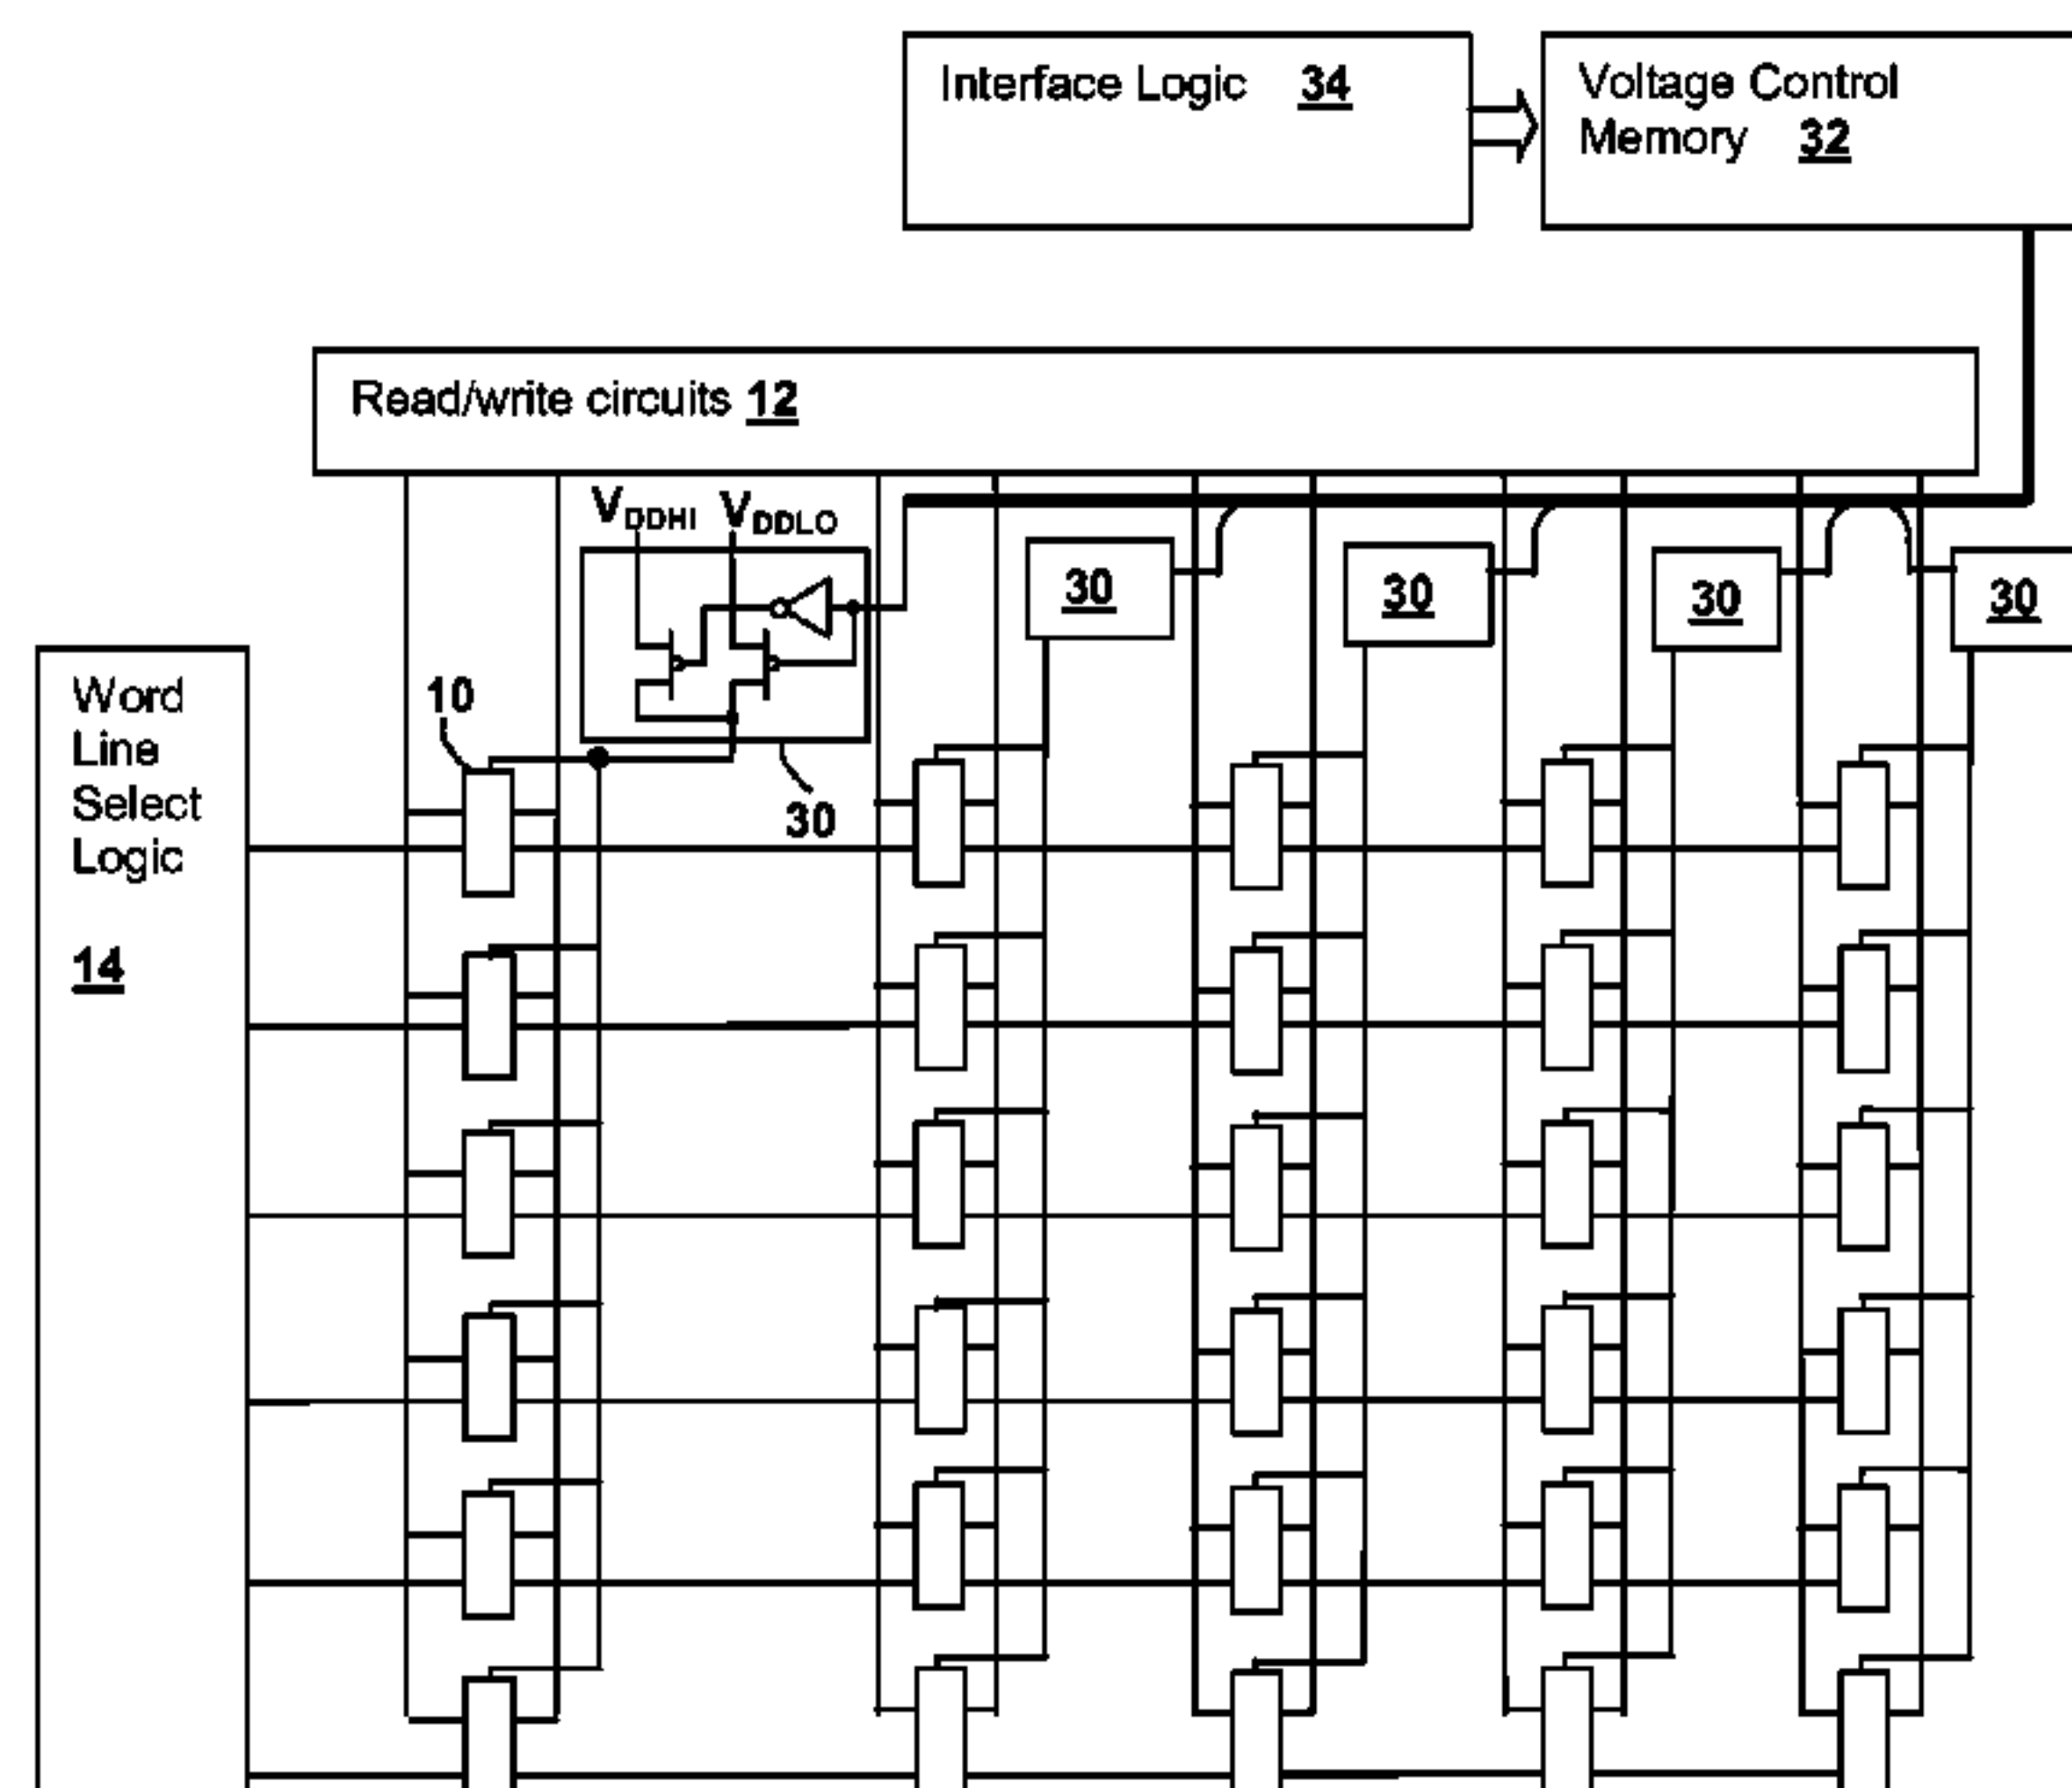 Interface Logic 34
Voltage Control
Memory 32
Read/write circuits 12
VDDHI VDDLO
30
30
30
30
Word
Line
Select
Logic
14
10
30